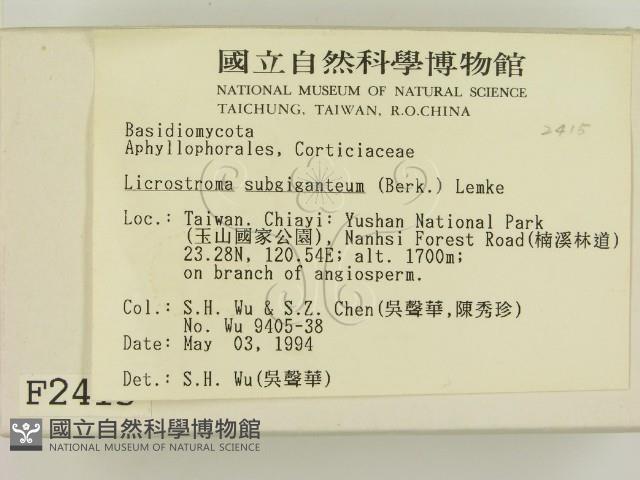 國立自然科學博物館
NATIONAL MUSEUM OF NATURAL SCIENCE
TAICHUNG, TAIWAN, R.O.CHINA
2415
Basidiomycota
Aphyllophorales, Corticiaceae
Licrostroma subgiganteum (Berk.) Lemke
Loc.: Taiwan. Chiayi: Yushan National Park
(玉山國家公園), Nanhsi Forest Road(楠溪林道)
23.28N, 120.54E; alt. 1700m;
on branch of angiosperm.
Col.: S.H. Wu & S.Z. Chen(吳聲華,陳秀珍)
No. Wu 9405-38
Date: May 03, 1994
Det.: S.H. Wu(吳聲華)
F2415
國立自然科學博物館
NATIONAL MUSEUM OF NATURAL SCIENCE